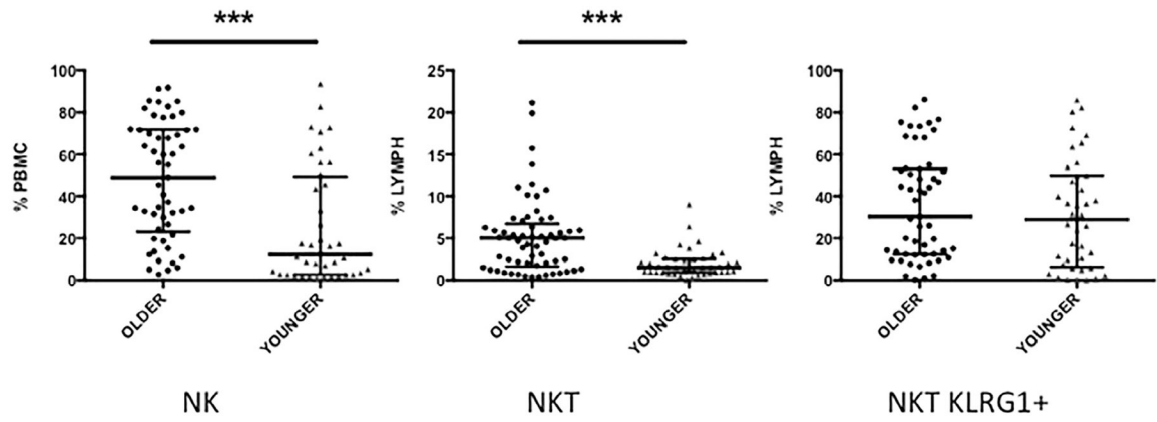 ***
% PBMC
100
80
60
40
20
0
OLDER
YOUNGER
NK
***
% LYMPH
25
20
15
10
5
0
OLDER
YOUNGER
NKT
% LYMPH
100
80
60
40
20
0
OLDER
YOUNGER
NKT KLRG1+